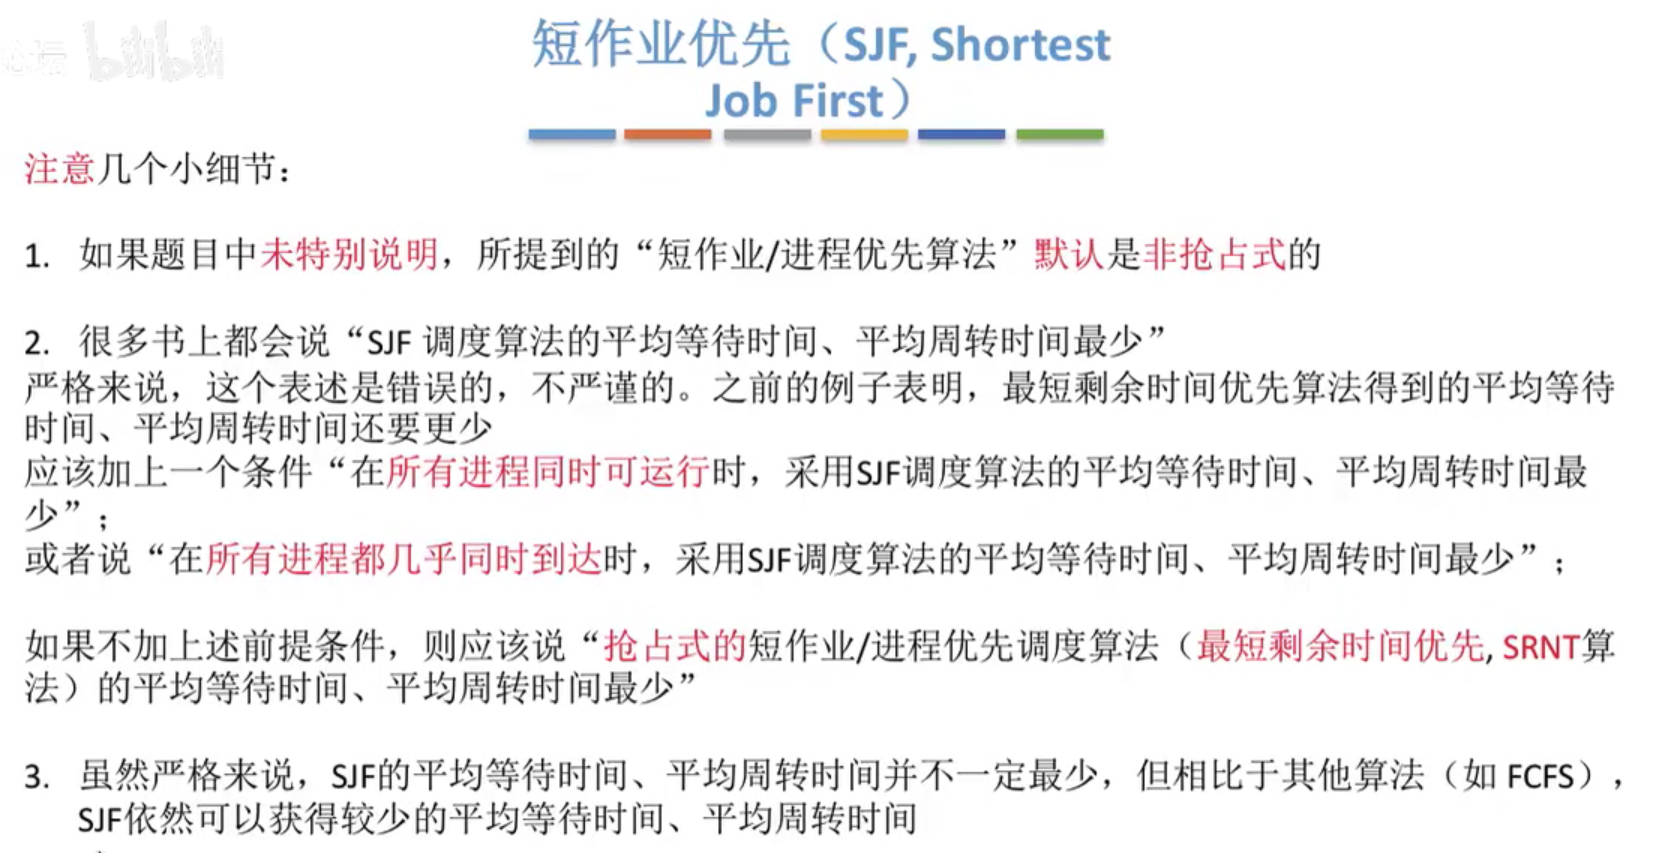 bilibili
短作业优先（SJF, Shortest
Job First）
注意几个小细节：
1. 如果题目中未特别说明，所提到的“短作业/进程优先算法”默认是非抢占式的
2. 很多书上都会说“SJF 调度算法的平均等待时间、平均周转时间最少”
严格来说，这个表述是错误的，不严谨的。之前的例子表明，最短剩余时间优先算法得到的平均等待
时间、平均周转时间还要更少
应该加上一个条件“在所有进程同时可运行时，采用SJF调度算法的平均等待时间、平均周转时间最
少”；
或者说“在所有进程都几乎同时到达时，采用SJF调度算法的平均等待时间、平均周转时间最少”；
如果不加上述前提条件，则应该说“抢占式的短作业/进程优先调度算法（最短剩余时间优先, SRNT算
法）的平均等待时间、平均周转时间最少”
3. 虽然严格来说，SJF的平均等待时间、平均周转时间并不一定最少，但相比于其他算法（如 FCFS），
SJF依然可以获得较少的平均等待时间、平均周转时间